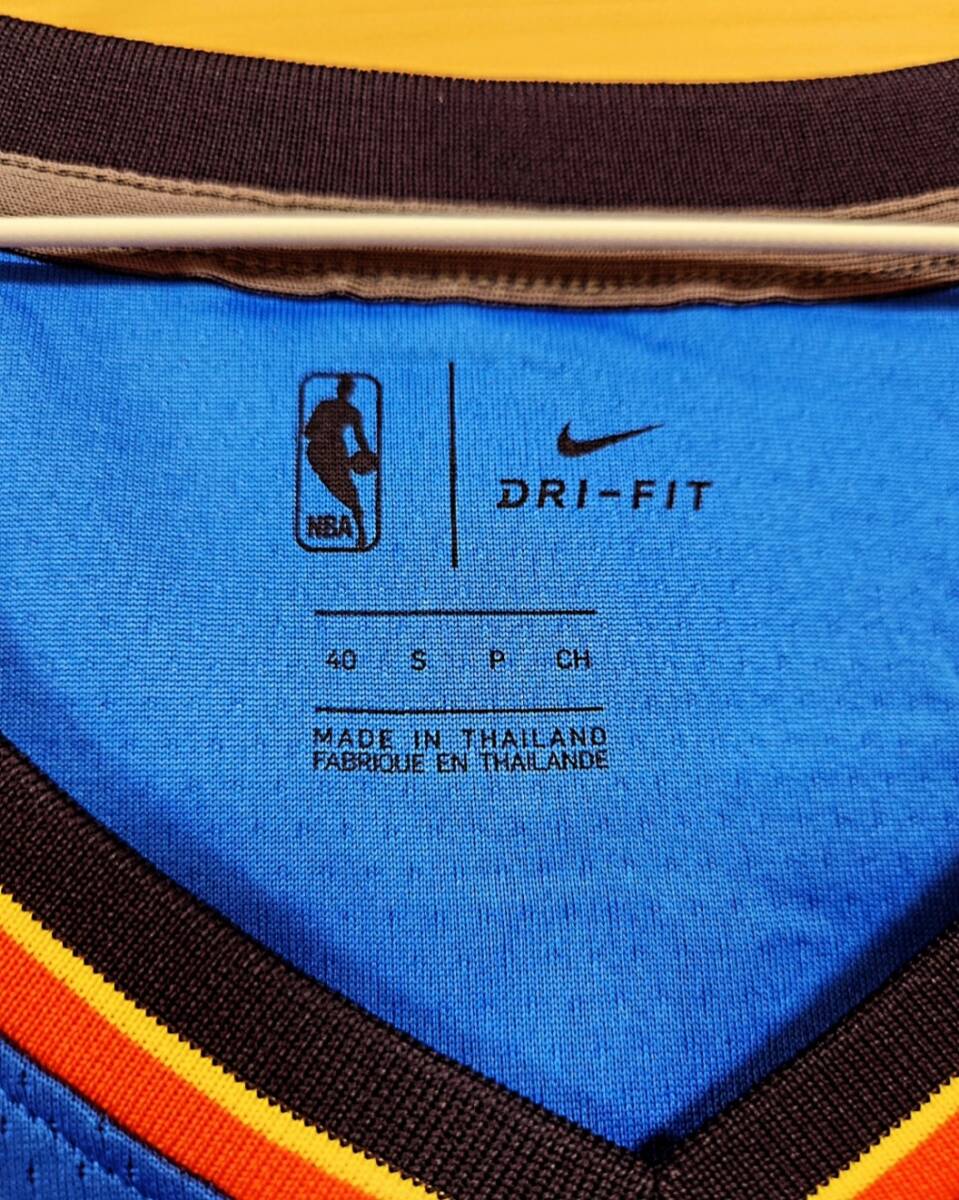 NBA
DRI-FIT
40 S P CH
MADE IN THAILAND
FABRIQUE EN THAILANDE